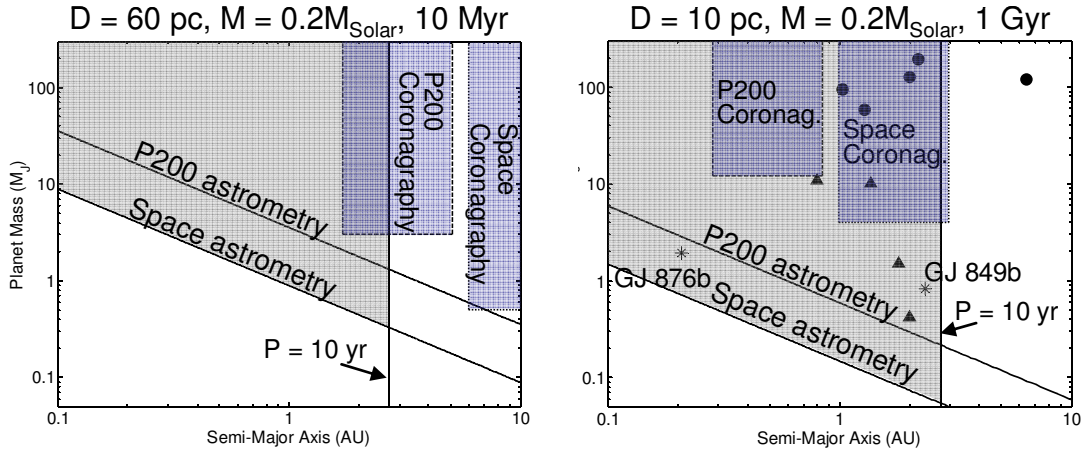 D = 60 pc, M = 0.2M_Solar, 10 Myr
100
10
1
0.1
Planet Mass (M_J)
P200 astrometry
Space astrometry
P200
Coronagraphy
Space
Coronagraphy
P = 10 yr
0.1
1
10
Semi-Major Axis (AU)
D = 10 pc, M = 0.2M_Solar, 1 Gyr
100
10
1
0.1
P200
Coronag.
Space
Coronag.
P200 astrometry
GJ 876b
GJ 849b
Space astrometry
P = 10 yr
0.1
1
10
Semi-Major Axis (AU)